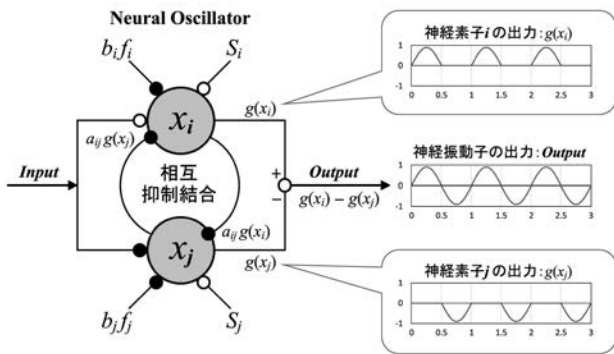 Neural Oscillator
b_i f_i
S_i
x_i
g(x_i)
a_{ij} g(x_j)
Input
相互
抑制結合
+
−
Output
g(x_i) − g(x_j)
a_{ij} g(x_i)
x_j
g(x_j)
b_j f_j
S_j
神経素子 i の出力：g(x_i)
1
0
-1
0 0.5 1 1.5 2 2.5 3
神経振動子の出力：Output
1
0
-1
0 0.5 1 1.5 2 2.5 3
神経素子 j の出力：g(x_j)
1
0
-1
0 0.5 1 1.5 2 2.5 3